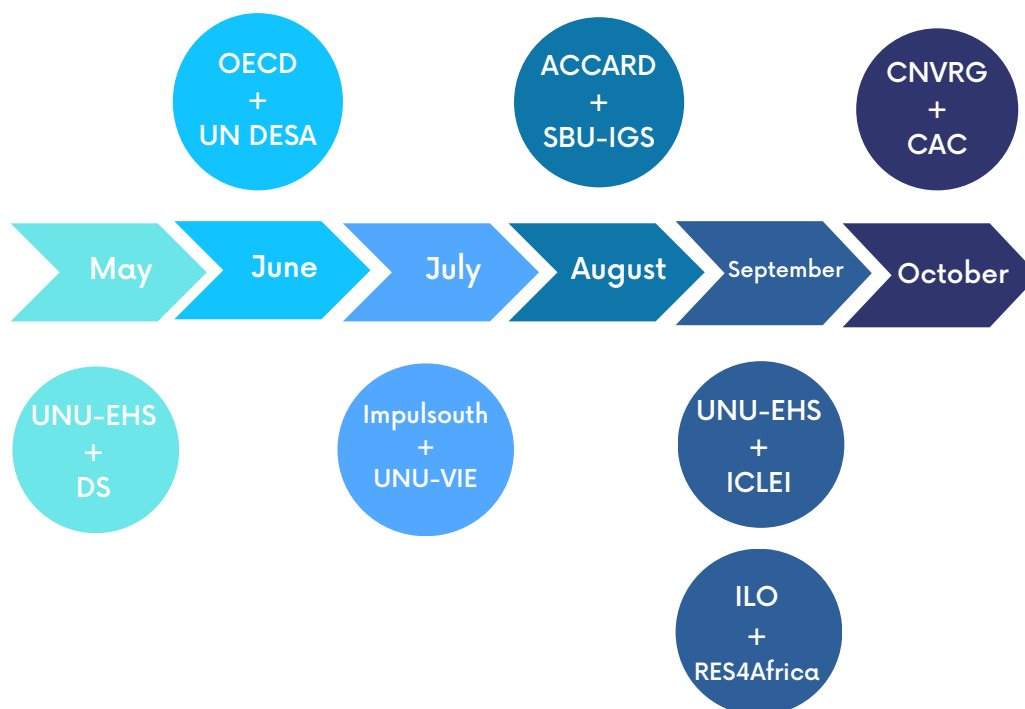 OECD
+
UN DESA
ACCARD
+
SBU-IGS
CNVRG
+
CAC
May
June
July
August
September
October
UNU-EHS
+
DS
Impulsouth
+
UNU-VIE
UNU-EHS
+
ICLEI
ILO
+
RES4Africa